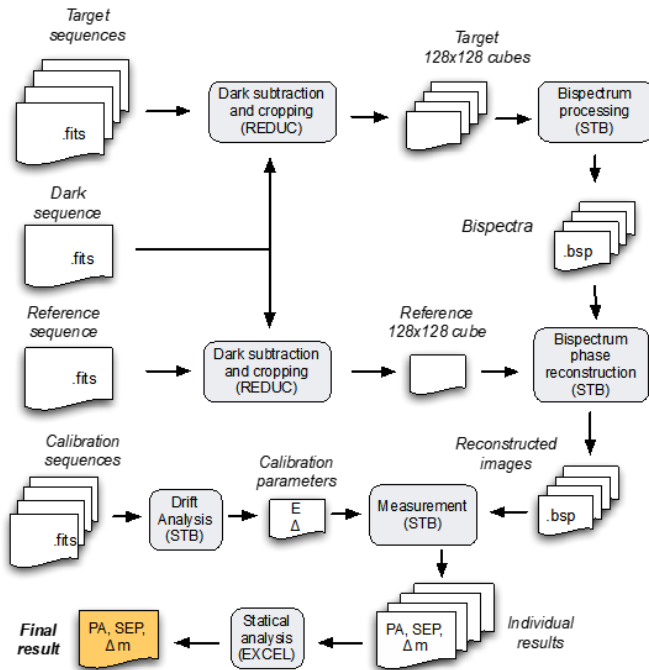 Target
sequences
.fits
Dark subtraction
and cropping
(REDUC)
Target
128x128 cubes
Bispectrum
processing
(STB)
Dark
sequence
.fits
Bispectra
.bsp
Reference
sequence
.fits
Dark subtraction
and cropping
(REDUC)
Reference
128x128 cube
Bispectrum
phase
reconstruction
(STB)
Calibration
sequences
.fits
Drift
Analysis
(STB)
Calibration
parameters
E
Δ
Measurement
(STB)
Reconstructed
images
.bsp
Final
result
PA, SEP,
Δ m
Statical
analysis
(EXCEL)
PA, SEP,
Δ m
Individual
results